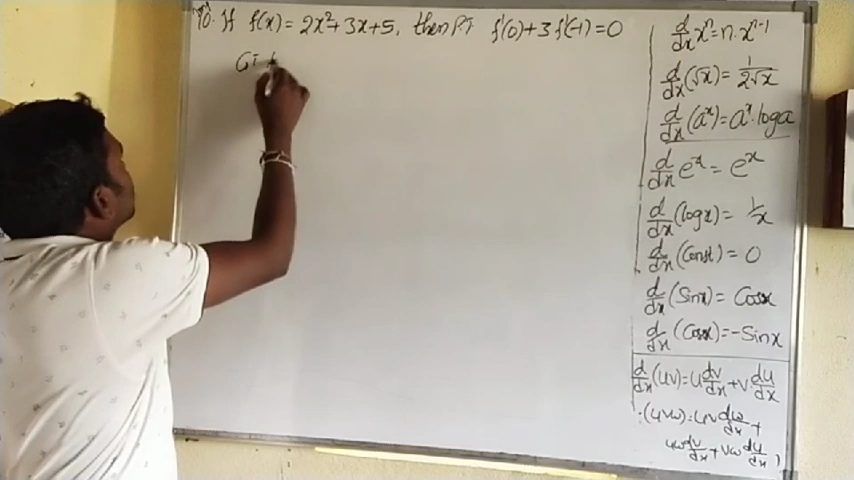 10. If f(x) = 2x²+3x+5, then PT f'(0)+3f'(-1)=0
Gi
d/dx xⁿ = n·xⁿ⁻¹
d/dx (√x) = 1/2√x
d/dx (aˣ) = aˣ·loga
d/dx eˣ = eˣ
d/dx (logx) = 1/x
d/dx (Const) = 0
d/dx (Sinx) = Cosx
d/dx (Cosx) = -Sinx
d/dx (uv) = u dv/dx + v du/dx
(uvw) = uv dw/dx +
uw dv/dx + vw du/dx